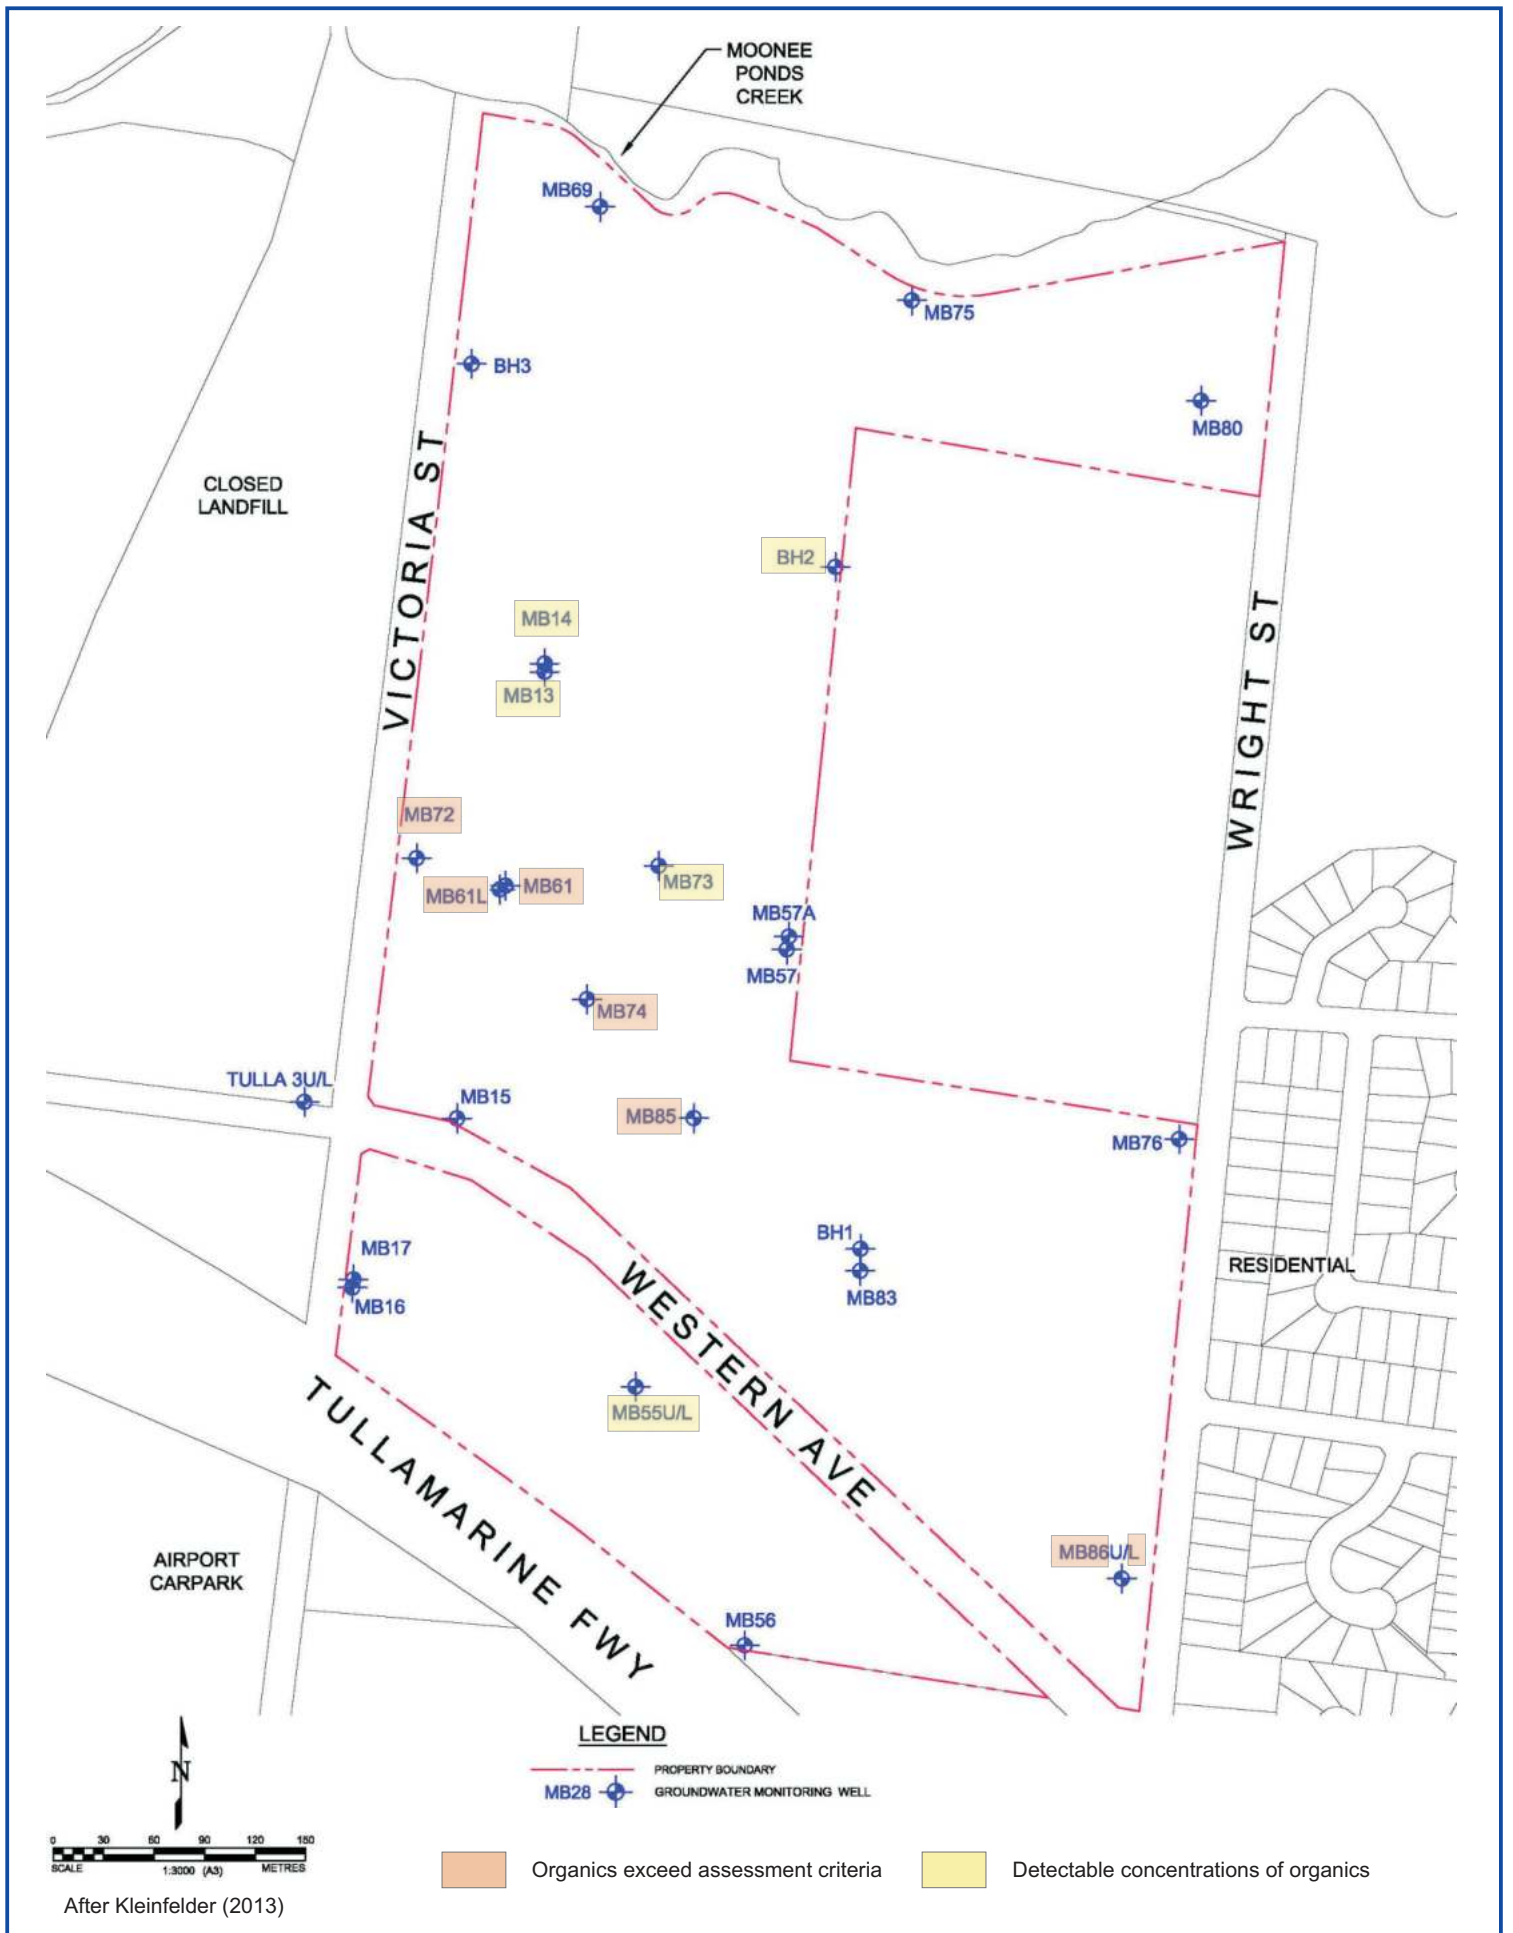 MOONEE
PONDS
CREEK
MB69
MB75
BH3
MB80
CLOSED
LANDFILL
VICTORIA ST
BH2
MB14
MB13
WRIGHT ST
MB72
MB61L
MB61
MB73
MB57A
MB57
MB74
TULLA 3U/L
MB15
MB85
MB76
MB17
MB16
BH1
MB83
RESIDENTIAL
WESTERN AVE
MB55U/L
TULLAMARINE FWY
AIRPORT
CARPARK
MB86U/L
MB56
LEGEND
PROPERTY BOUNDARY
MB28
GROUNDWATER MONITORING WELL
N
0 30 60 90 120 150
SCALE 1:3000 (A3) METRES
Organics exceed assessment criteria
Detectable concentrations of organics
After Kleinfelder (2013)